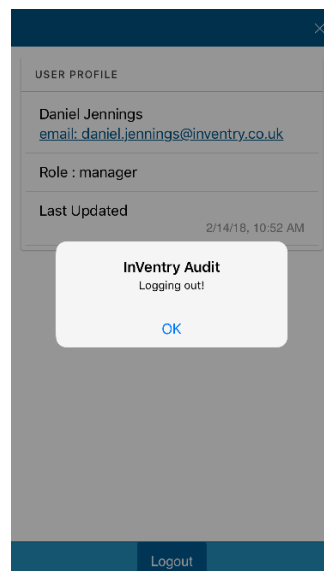 USER PROFILE
Daniel Jennings
email: daniel.jennings@inventry.co.uk
Role : manager
Last Updated
2/14/18, 10:52 AM
InVentry Audit
Logging out!
OK
Logout